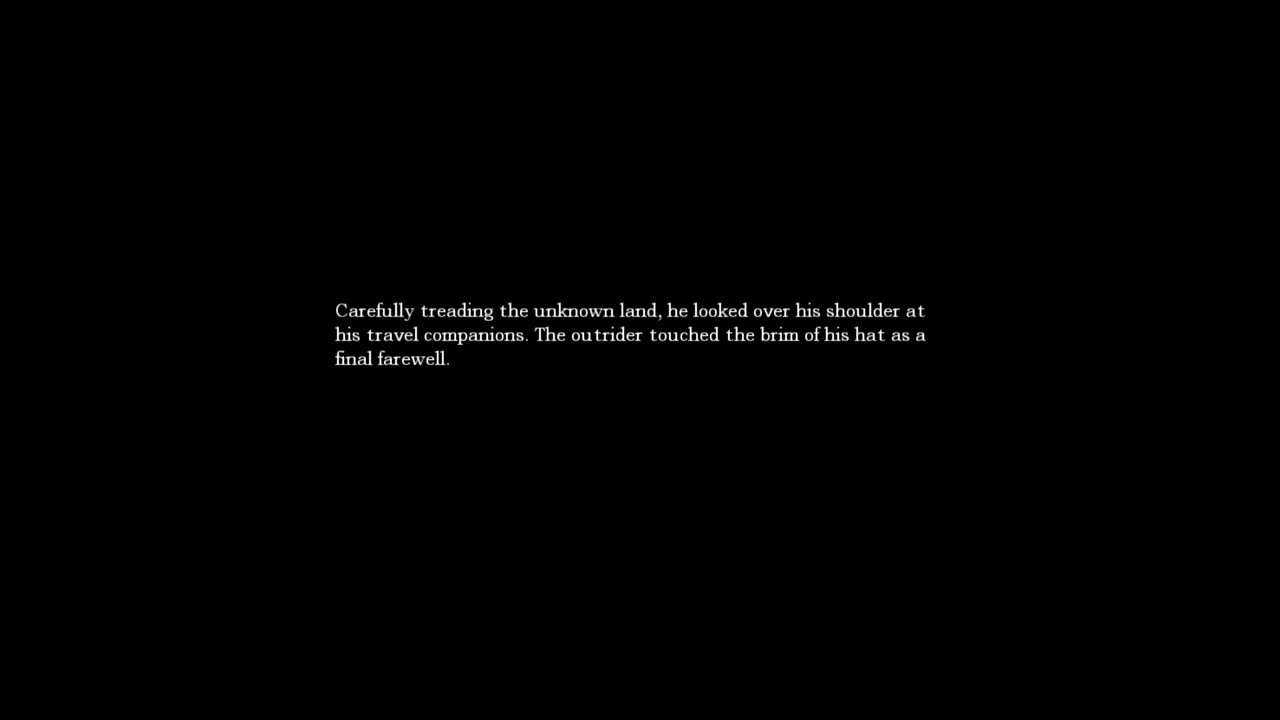 Carefully treading the unknown land, he looked over his shoulder at
his travel companions. The outrider touched the brim of his hat as a
final farewell.